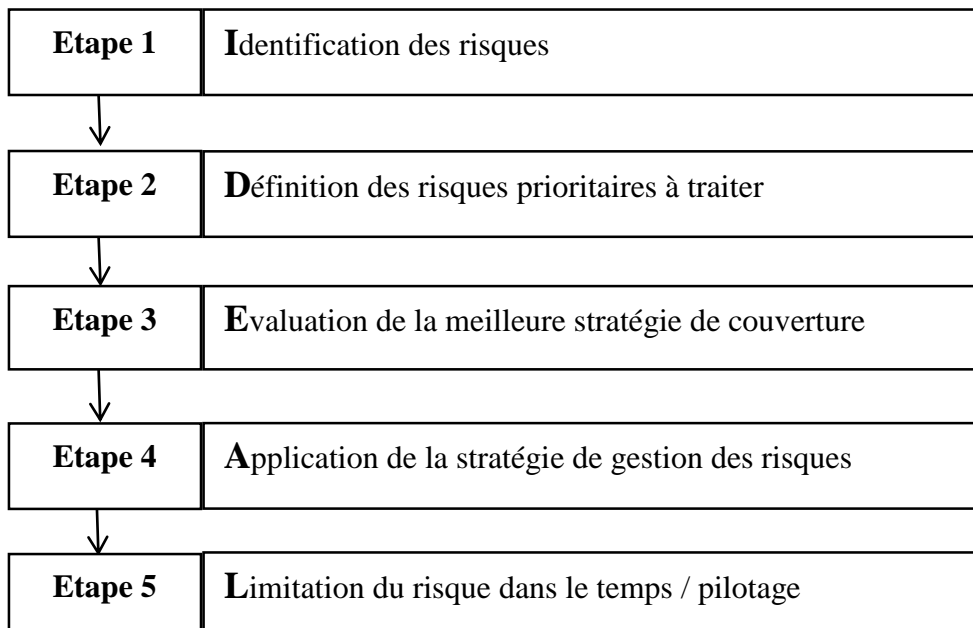 Etape 1 Identification des risques
Etape 2 Définition des risques prioritaires à traiter
Etape 3 Evaluation de la meilleure stratégie de couverture
Etape 4 Application de la stratégie de gestion des risques
Etape 5 Limitation du risque dans le temps / pilotage